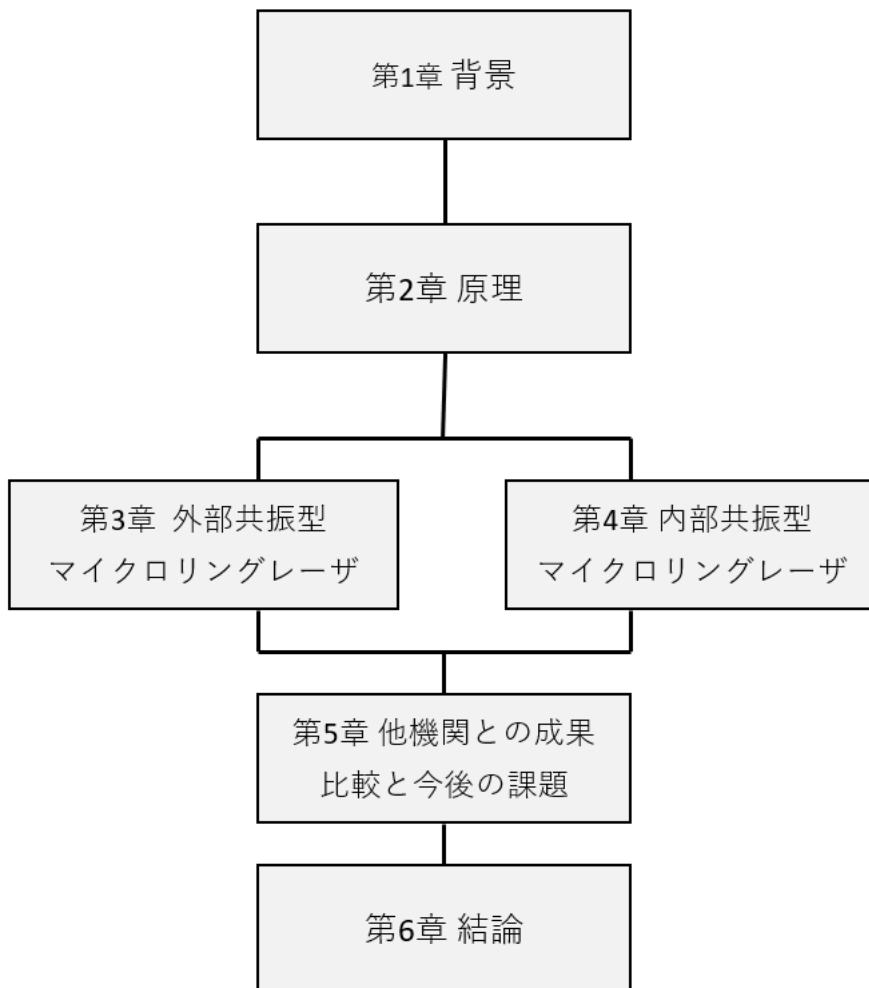 第1章 背景
第2章 原理
第3章 外部共振型
マイクロリングレーザ
第4章 内部共振型
マイクロリングレーザ
第5章 他機関との成果
比較と今後の課題
第6章 結論